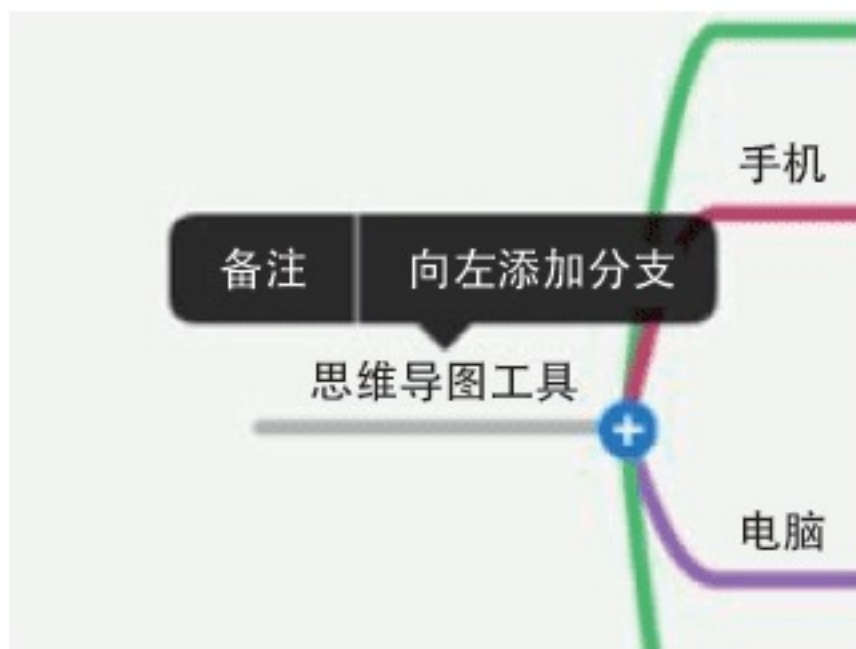 手机
备注
向左添加分支
思维导图工具
电脑